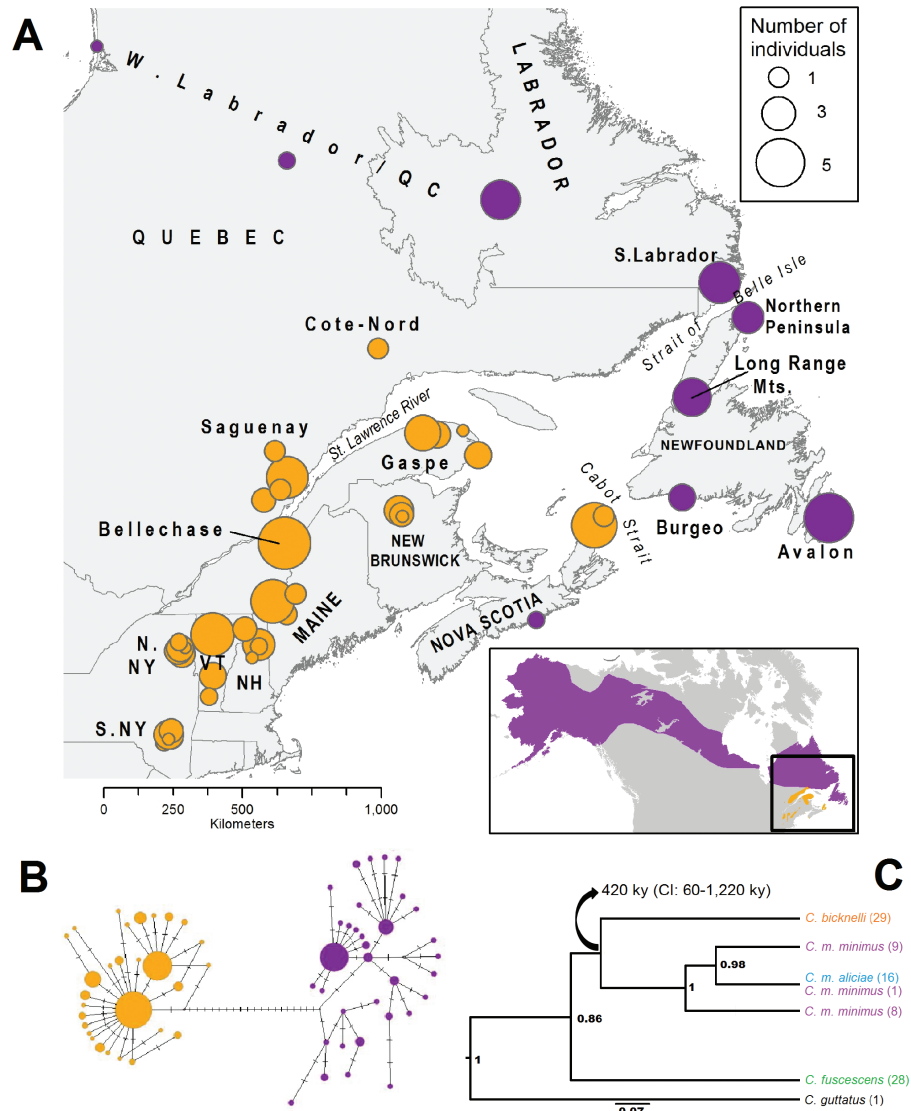 A
Number of
individuals
1
3
5
W. Labrador/QC
LABRADOR
QUEBEC
S.Labrador
Strait of Belle Isle
Northern
Peninsula
Cote-Nord
Long Range
Mts.
Saguenay
St. Lawrence River
Gaspe
NEWFOUNDLAND
Cabot Strait
Bellechase
NEW
BRUNSWICK
Burgeo
Avalon
MAINE
NOVA SCOTIA
N.
NY
VT
NH
S.NY
0 250 500 1,000
Kilometers
B
C
420 ky (CI: 60-1,220 ky)
C. bicknelli (29)
C. m. minimus (9)
0.98
C. m. aliciae (16)
C. m. minimus (1)
1
C. m. minimus (8)
0.86
1
C. fuscescens (28)
C. guttatus (1)